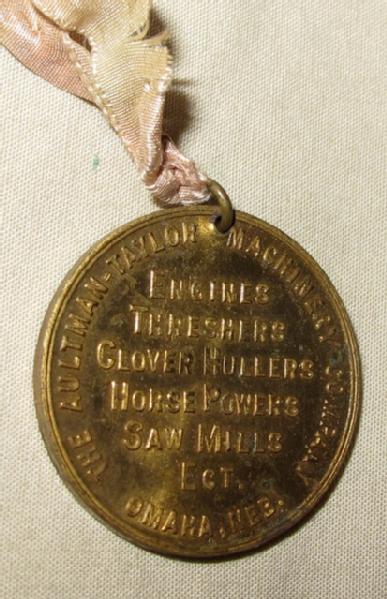 THE AULTMAN-TAYLOR MACHINERY COMPANY
ENGINES
THRESHERS
CLOVER HULLERS
HORSE POWERS
SAW MILLS
ECT.
OMAHA, NEB.